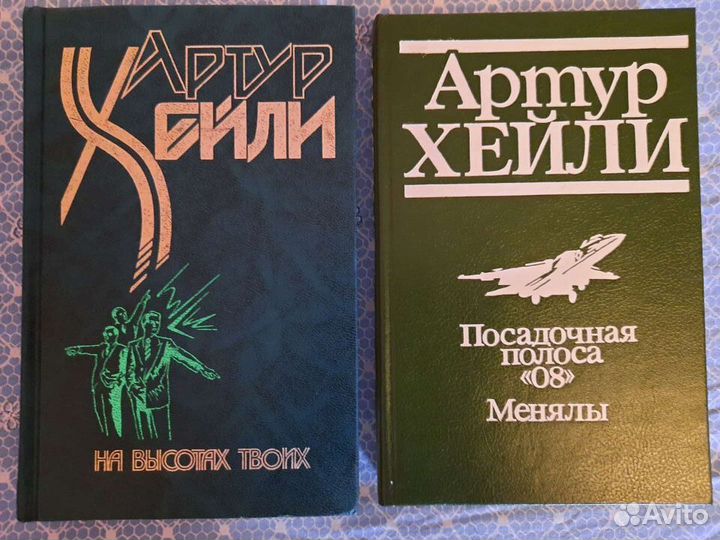 Артур
ХЕЙЛИ
НА ВЫСОТАХ ТВОИХ
Артур
ХЕЙЛИ
Посадочная
полоса
«08»
Менялы
Avito